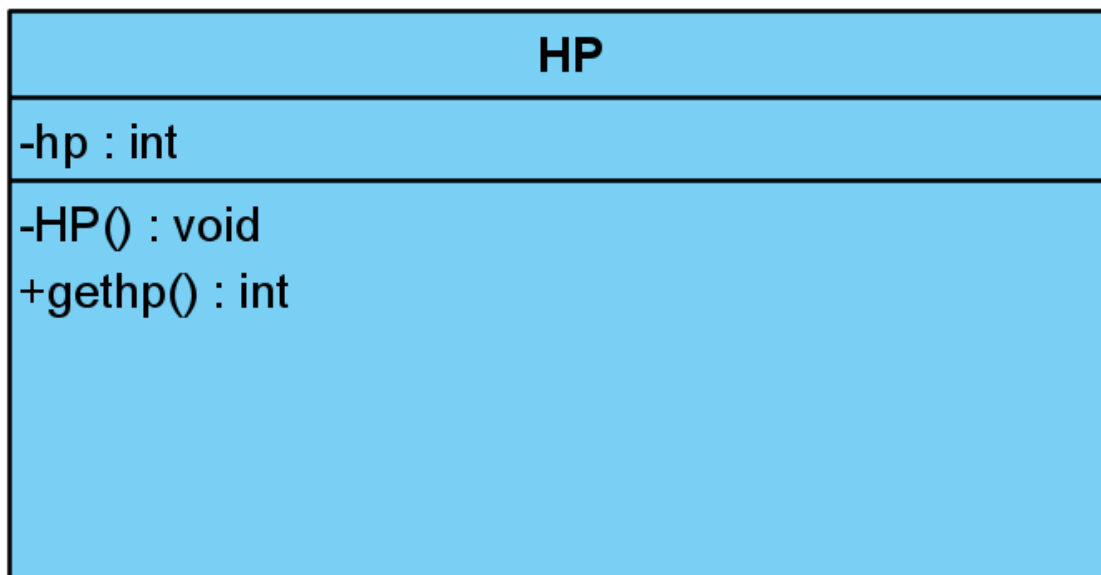 HP
-hp : int
-HP() : void
+gethp() : int